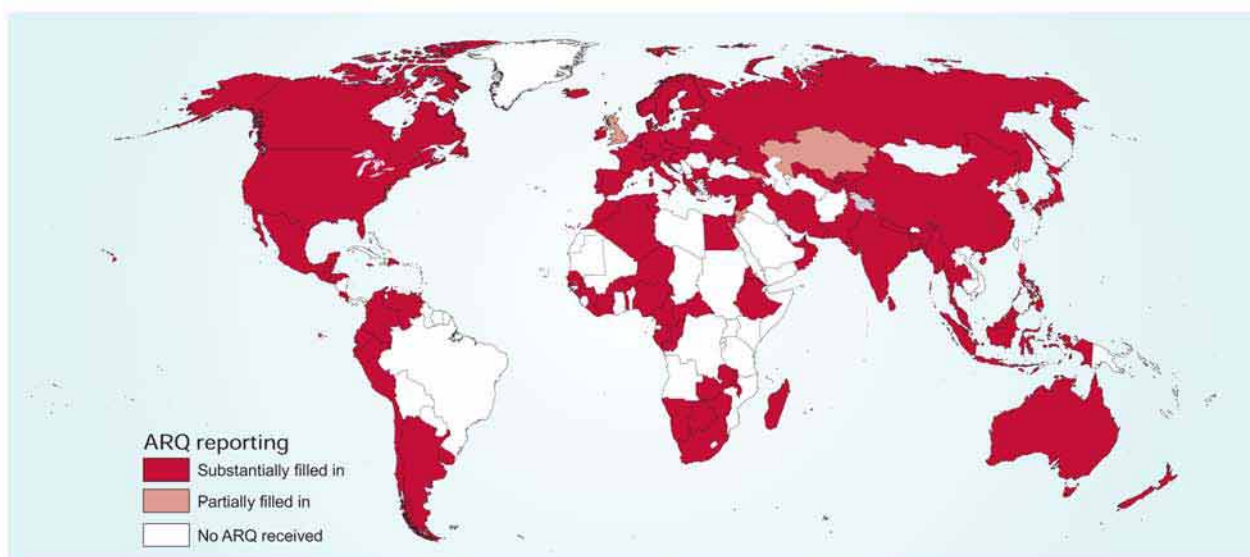 ARQ reporting
Substantially filled in
Partially filled in
No ARQ received